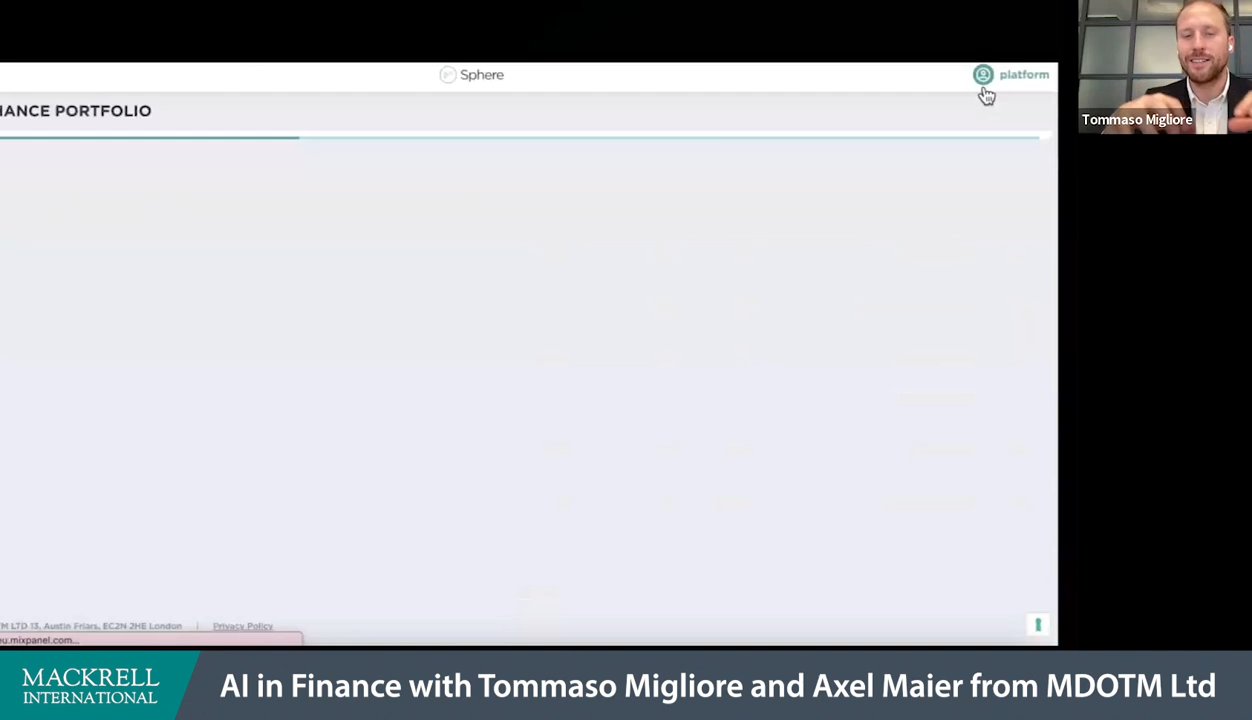 Sphere
platform
HANCE PORTFOLIO
Tommaso Migliore
M LTD 13, Austin Friars, EC2N-2HE London | Privacy Policy
eu.mixpanel.com...
MACKRELL
INTERNATIONAL
AI in Finance with Tommaso Migliore and Axel Maier from MDOTM Ltd